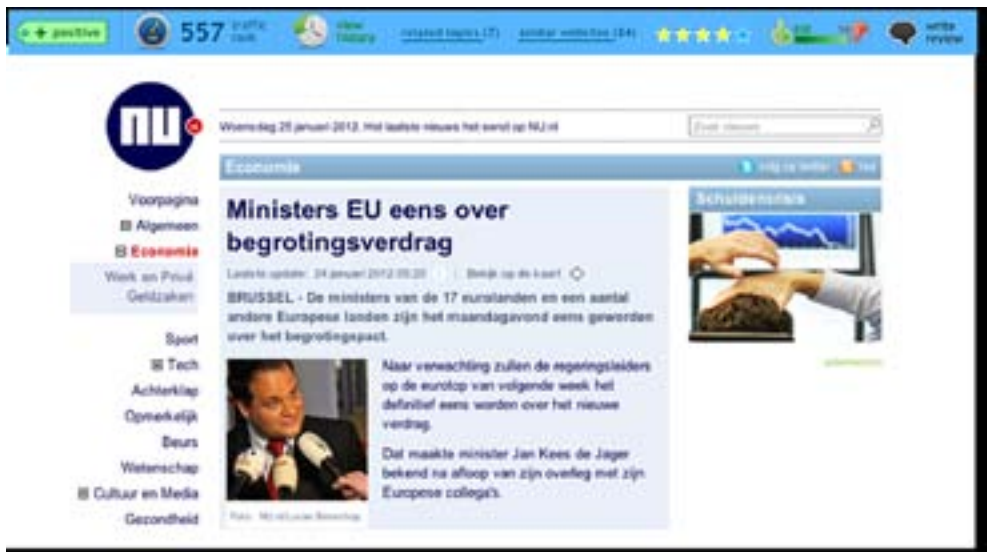 + positive
557 traffic rank
view history
related topics (7)
similar websites (84)
write review
nu
Woensdag 25 januari 2012, Het laatste nieuws het eerst op NU.nl
Zoek nieuws
Economie
volg op twitter
rss
Voorpagina
Algemeen
Economie
Werk en Privé
Geldzaken
Sport
Tech
Achterklap
Opmerkelijk
Beurs
Wetenschap
Cultuur en Media
Gezondheid
Ministers EU eens over
begrotingsverdrag
Laatste update: 24 januari 2012 05:20 | Bekijk op de kaart
BRUSSEL - De ministers van de 17 eurolanden en een aantal
andere Europese landen zijn het maandagavond eens geworden
over het begrotingspact.
Naar verwachting zullen de regeringsleiders
op de eurotop van volgende week het
definitief eens worden over het nieuwe
verdrag.
Dat maakte minister Jan Kees de Jager
bekend na afloop van zijn overleg met zijn
Europese collega's.
Foto:
Schuldencrisis